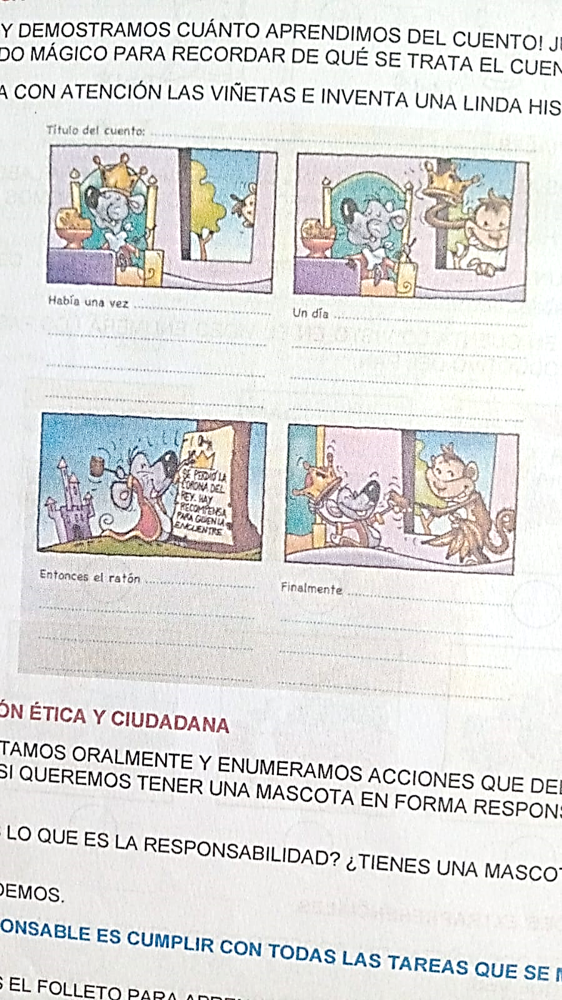 Y DEMOSTRAMOS CUÁNTO APRENDIMOS DEL CUENTO!
DO MÁGICO PARA RECORDAR DE QUÉ SE TRATA EL CUEN
A CON ATENCIÓN LAS VIÑETAS E INVENTA UNA LINDA HIS
Título del cuento:
Había una vez
Un día
SE PERDIÓ LA
CORONA DEL
REY. HAY
RECOMPENSA
PARA QUIEN LA
ENCUENTRE
Entonces el ratón
Finalmente
ÓN ÉTICA Y CIUDADANA
TAMOS ORALMENTE Y ENUMERAMOS ACCIONES QUE DE
SI QUEREMOS TENER UNA MASCOTA EN FORMA RESPONS
LO QUE ES LA RESPONSABILIDAD? ¿TIENES UNA MASCOT
DEMOS.
ONSABLE ES CUMPLIR CON TODAS LAS TAREAS QUE SE
S EL FOLLETO PARA